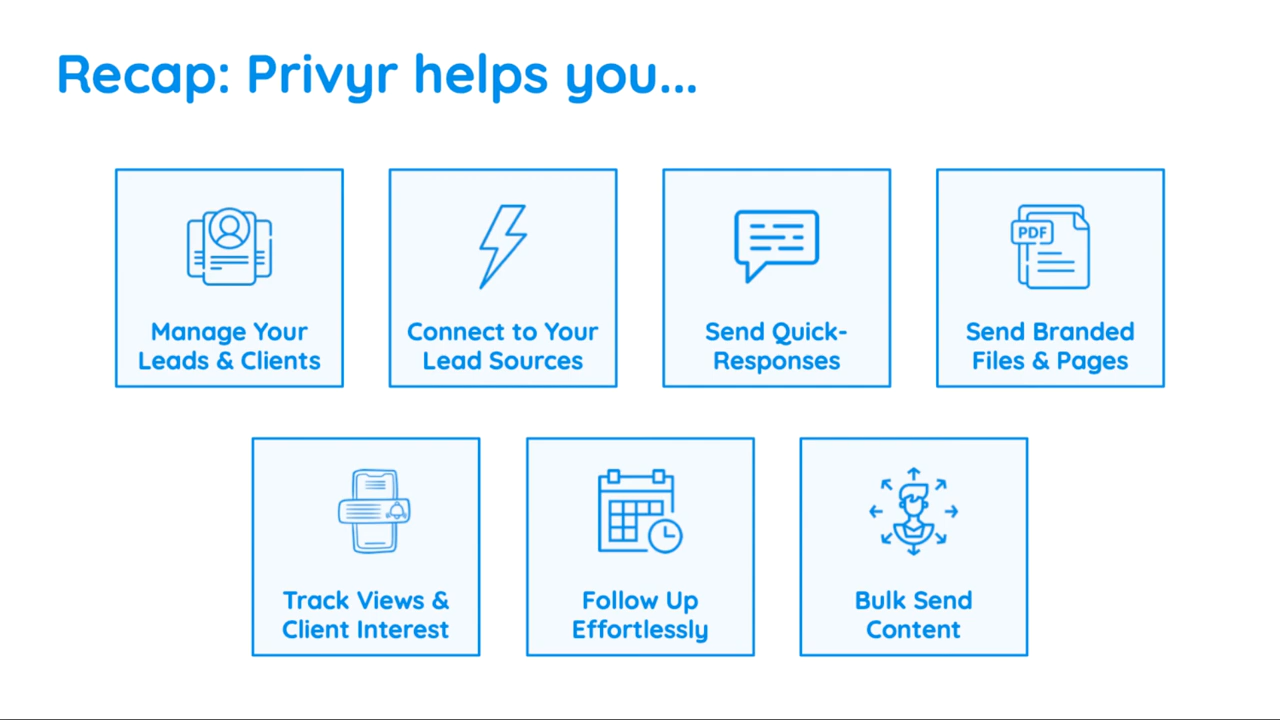 Recap: Privyr helps you...
Manage Your
Leads & Clients
Connect to Your
Lead Sources
Send Quick-
Responses
PDF
Send Branded
Files & Pages
Track Views &
Client Interest
Follow Up
Effortlessly
Bulk Send
Content